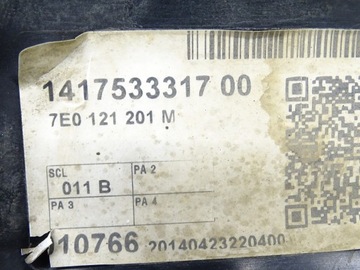 1417533317 00
7E0 121 201 M
SCL PA 2
011 B
PA 3 PA 4
10766 20140423220400